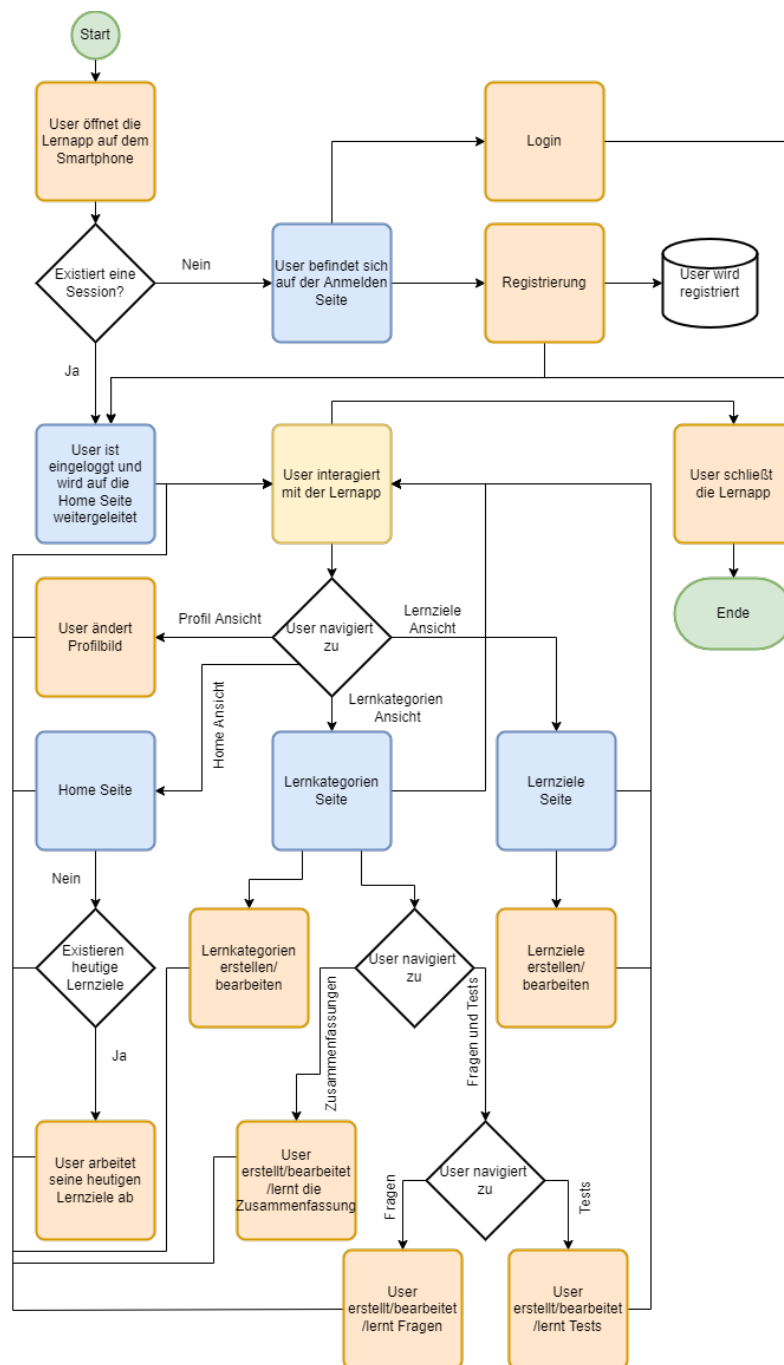 Start
User öffnet die
Lernapp auf dem
Smartphone
Login
Existiert eine
Session?
Nein
User befindet sich
auf der Anmelden
Seite
Registrierung
User wird
registriert
Ja
User ist
eingeloggt und
wird auf die
Home Seite
weitergeleitet
User interagiert
mit der Lernapp
User schließt
die Lernapp
User ändert
Profilbild
Profil Ansicht
User navigiert
zu
Lernziele
Ansicht
Ende
Home Ansicht
Lernkategorien
Ansicht
Home Seite
Lernkategorien
Seite
Lernziele
Seite
Nein
Existieren
heutige
Lernziele
Lernkategorien
erstellen/
bearbeiten
User navigiert
zu
Lernziele
erstellen/
bearbeiten
Zusammenfassungen
Fragen und Tests
Ja
User arbeitet
seine heutigen
Lernziele ab
User
erstellt/bearbeitet
/lernt die
Zusammenfassung
User navigiert
zu
Fragen
Tests
User
erstellt/bearbeitet
/lernt Fragen
User
erstellt/bearbeitet
/lernt Tests